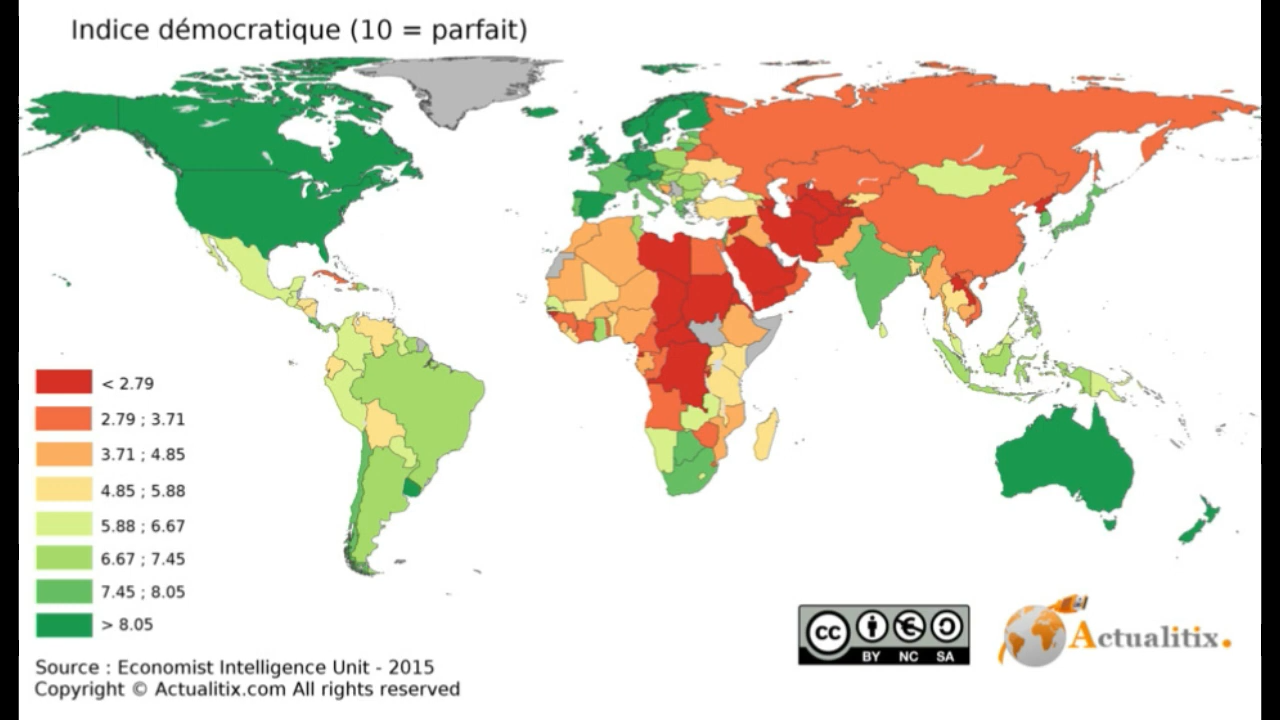 Indice démocratique (10 = parfait)
< 2.79
2.79 ; 3.71
3.71 ; 4.85
4.85 ; 5.88
5.88 ; 6.67
6.67 ; 7.45
7.45 ; 8.05
> 8.05
Source : Economist Intelligence Unit - 2015
Copyright © Actualitix.com All rights reserved
cc
BY NC SA
Actualitix.